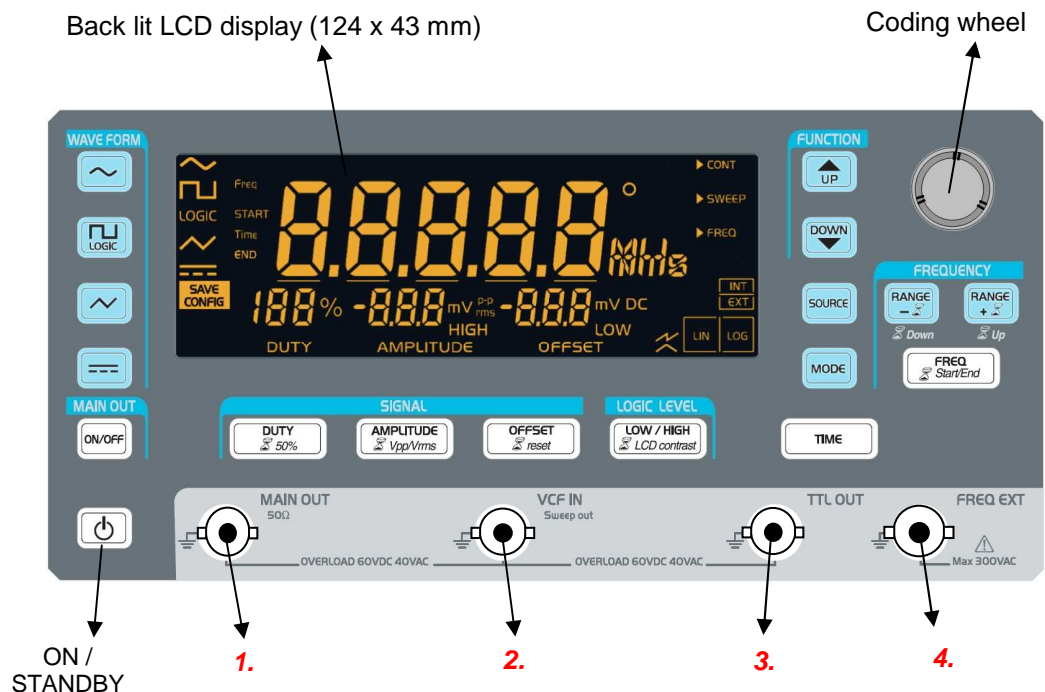 Back lit LCD display (124 x 43 mm)
Coding wheel
WAVE FORM
LOGIC
MAIN OUT
ON/OFF
Freq
LOGIC
START
Time
END
SAVE
CONFIG
8.8.8.8.8 °
MHs
188 %
-8.8.8 mV p-p
rms
-8.8.8 mV DC
HIGH
LOW
DUTY
AMPLITUDE
OFFSET
CONT
SWEEP
FREQ
INT
EXT
LIN
LOG
FUNCTION
UP
DOWN
SOURCE
MODE
FREQUENCY
RANGE
-
RANGE
+
Down
Up
FREQ
Start/End
SIGNAL
DUTY
50%
AMPLITUDE
Vpp/Vrms
OFFSET
reset
LOGIC LEVEL
LOW / HIGH
LCD contrast
TIME
MAIN OUT
50Ω
VCF IN
Sweep out
TTL OUT
FREQ EXT
OVERLOAD 60VDC 40VAC
OVERLOAD 60VDC 40VAC
Max 300VAC
ON /
STANDBY
1.
2.
3.
4.